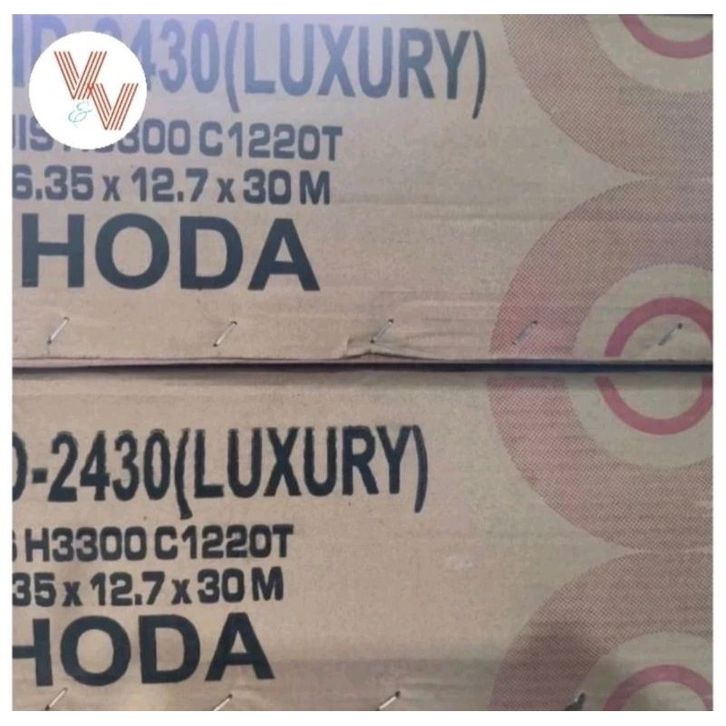 V&V
D-2430(LUXURY)
JIS H3300 C1220T
6.35 x 12.7 x 30 M
HODA
D-2430(LUXURY)
S H3300 C1220T
35 x 12.7 x 30 M
HODA